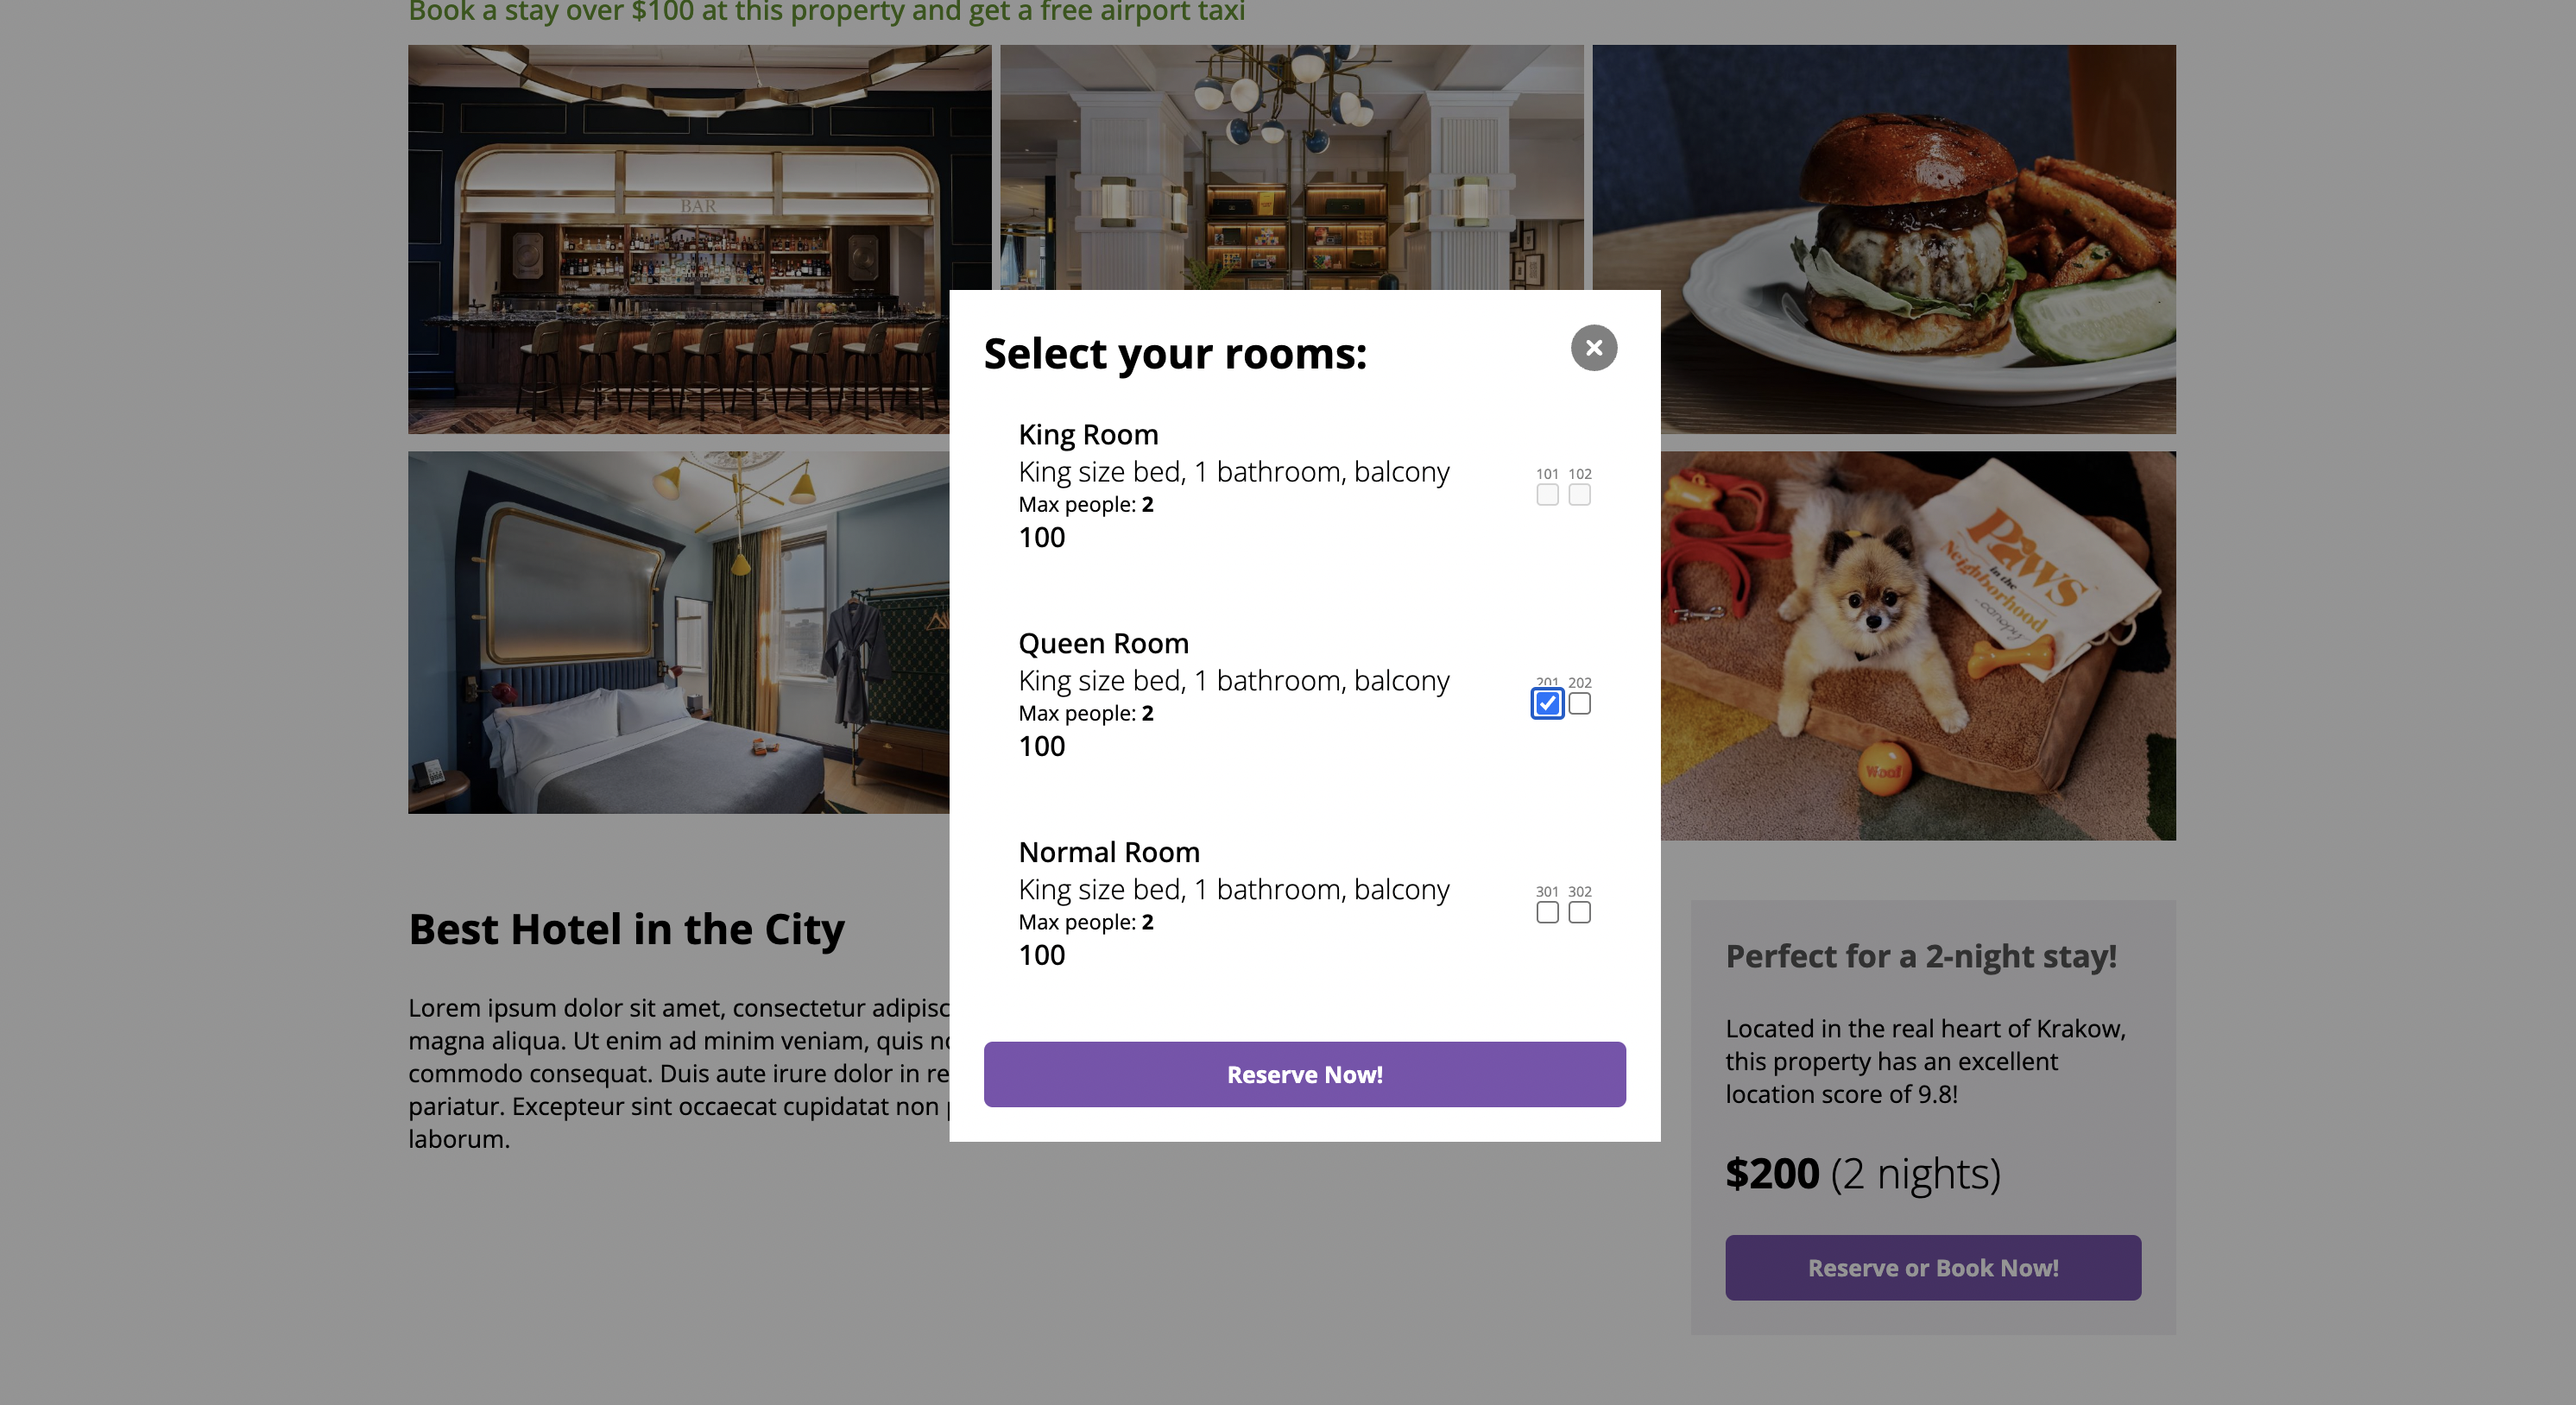 Book a stay over $100 at this property and get a free airport taxi
BAR
Select your rooms:
King Room
King size bed, 1 bathroom, balcony
Max people: 2
100
101 102
Queen Room
King size bed, 1 bathroom, balcony
Max people: 2
100
201 202
Normal Room
King size bed, 1 bathroom, balcony
Max people: 2
100
301 302
Reserve Now!
PAWS
in the
Neighborhood
canopy
Woof
Best Hotel in the City
Lorem ipsum dolor sit amet, consectetur adipisc
magna aliqua. Ut enim ad minim veniam, quis no
commodo consequat. Duis aute irure dolor in re
pariatur. Excepteur sint occaecat cupidatat non
laborum.
Perfect for a 2-night stay!
Located in the real heart of Krakow,
this property has an excellent
location score of 9.8!
$200 (2 nights)
Reserve or Book Now!